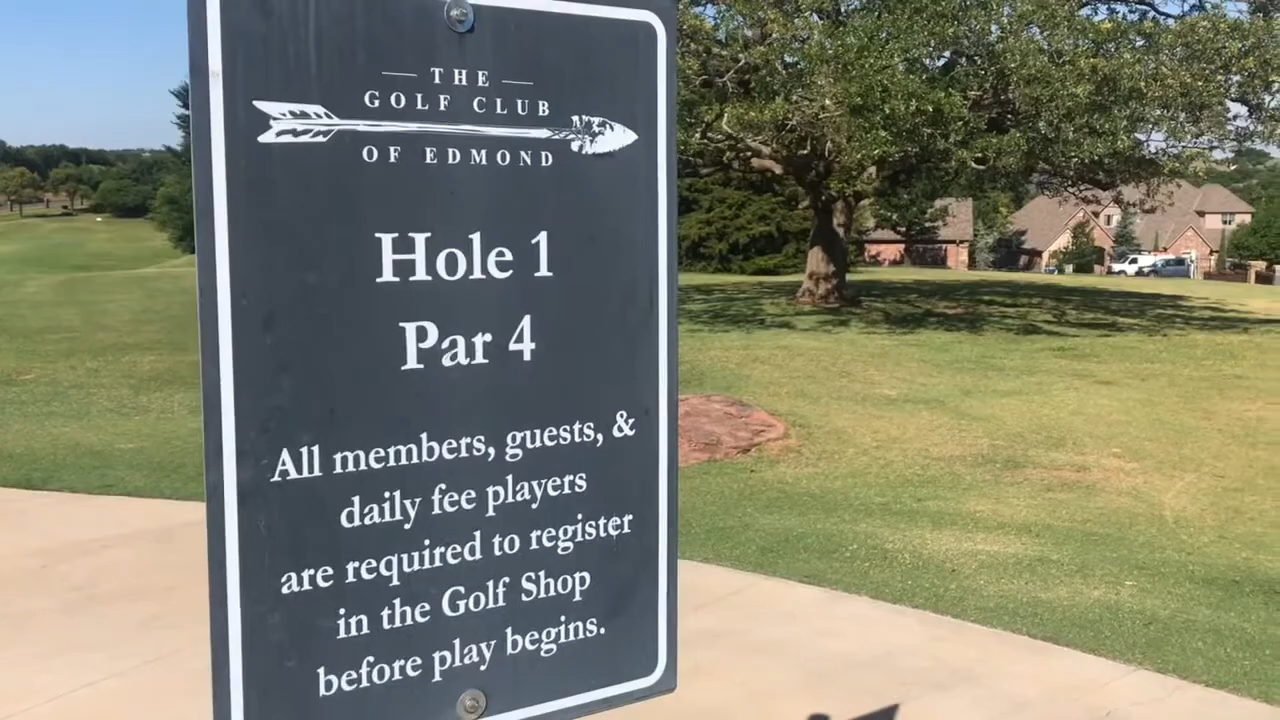 THE
GOLF CLUB
OF EDMOND
Hole 1
Par 4
All members, guests, &
daily fee players
are required to register
in the Golf Shop
before play begins.